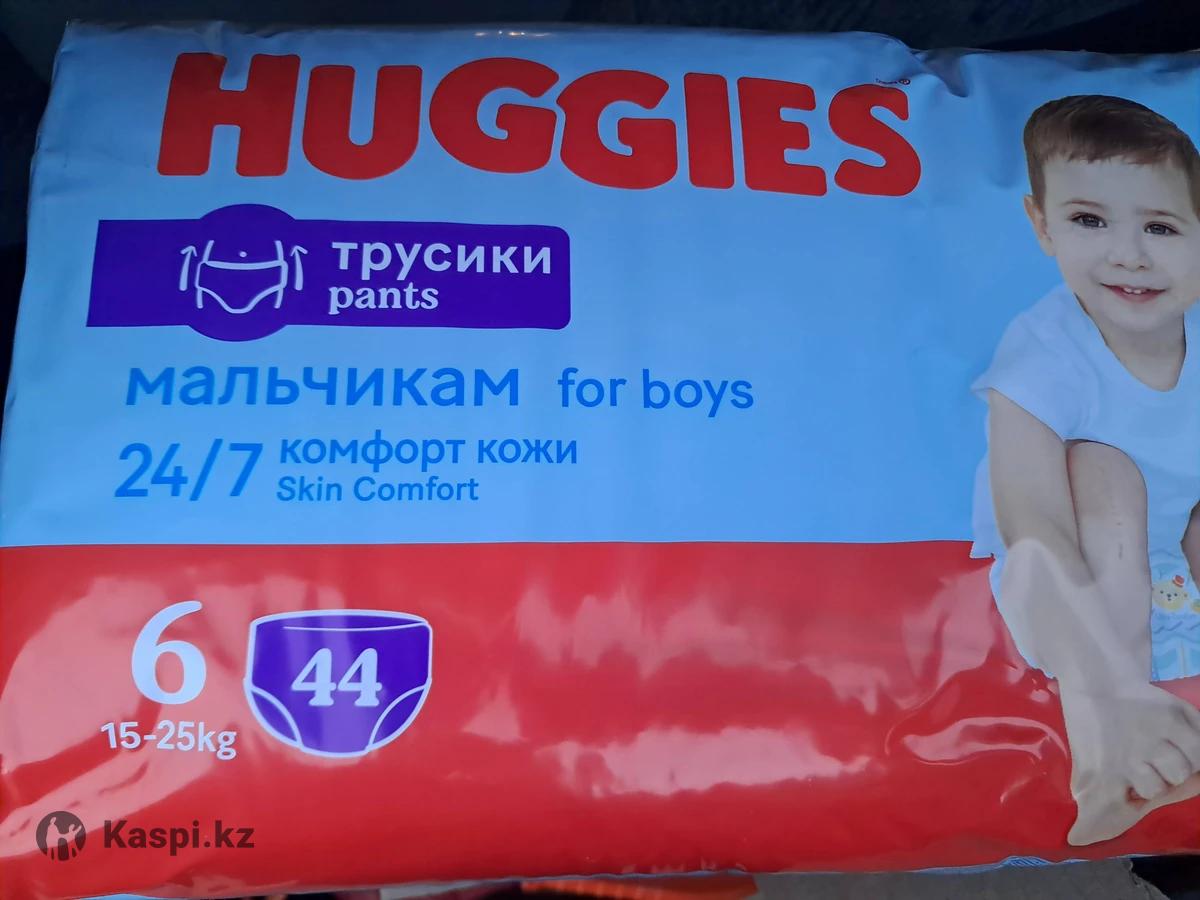 HUGGIES
трусики
pants
мальчикам for boys
24/7 комфорт кожи
Skin Comfort
6 44
15-25kg
Kaspi.kz